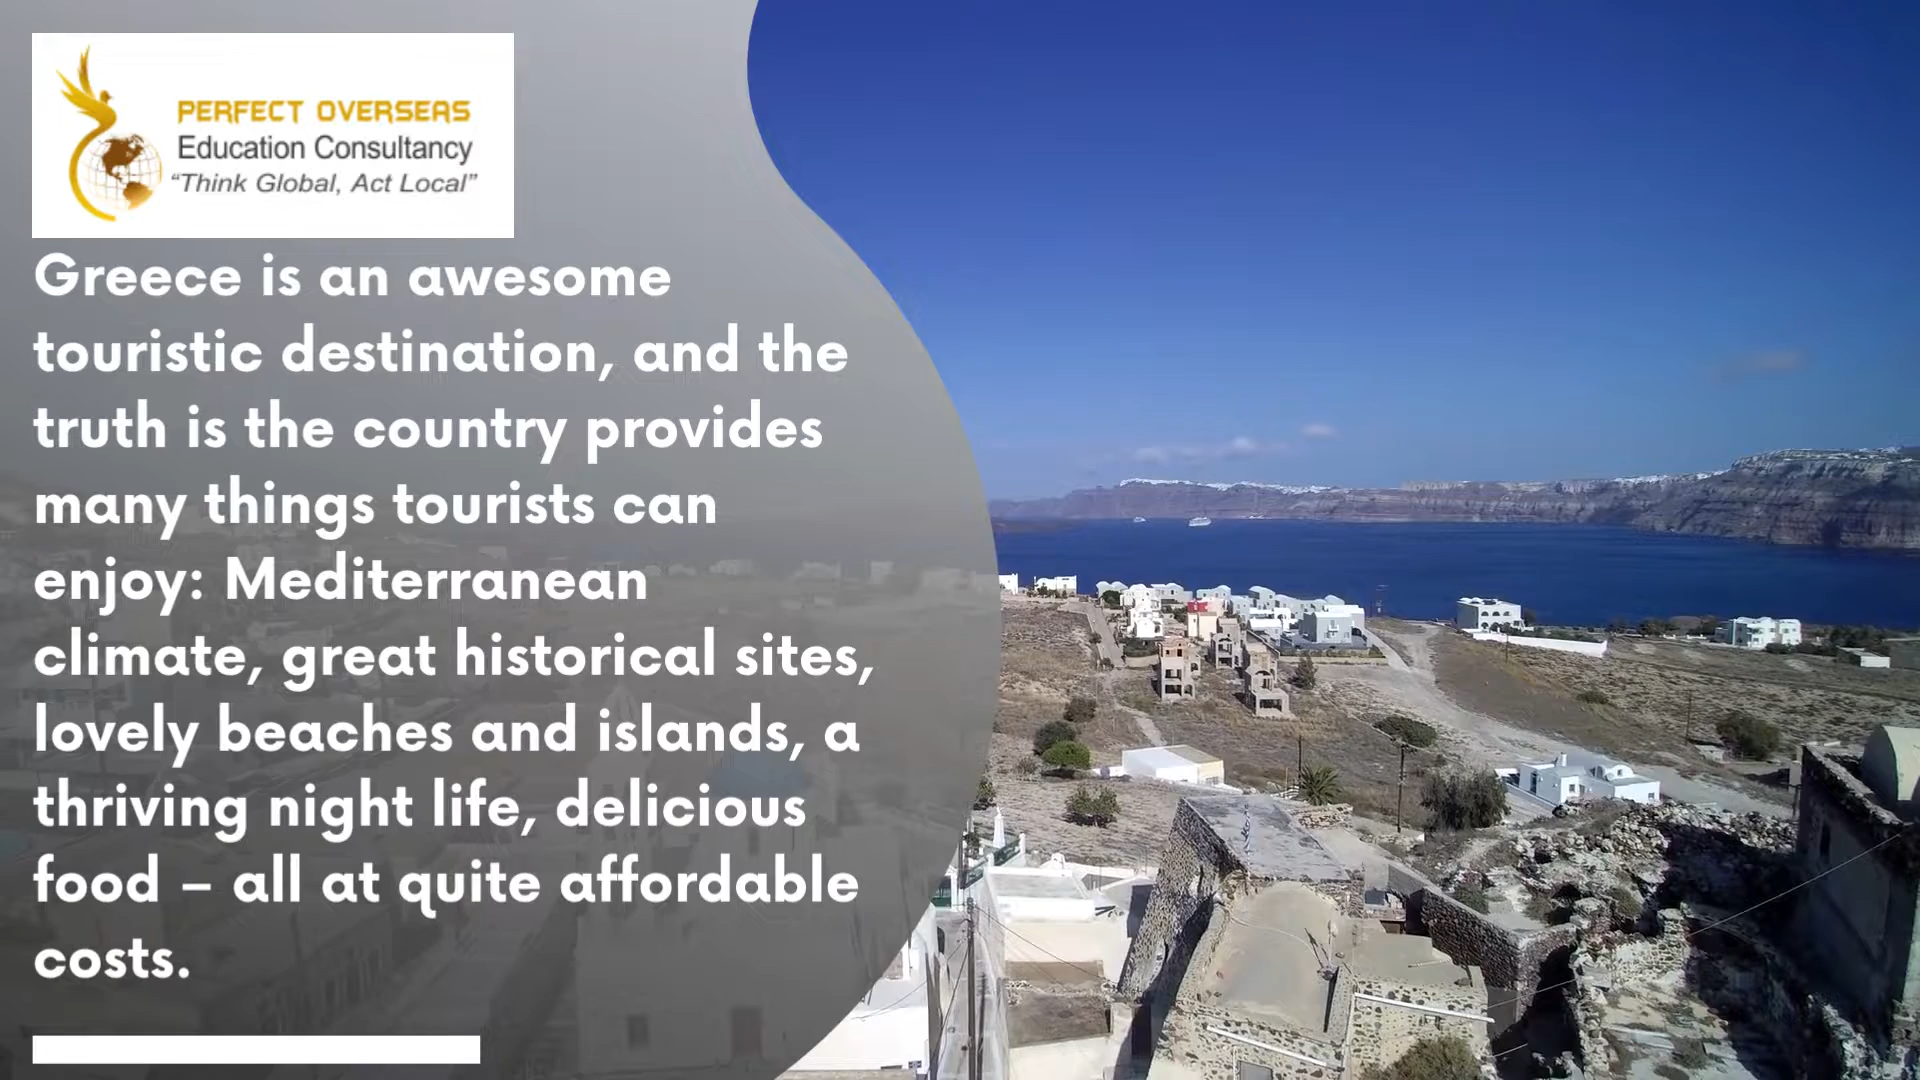 PERFECT OVERSEAS
Education Consultancy
“Think Global, Act Local”
Greece is an awesome
touristic destination, and the
truth is the country provides
many things tourists can
enjoy: Mediterranean
climate, great historical sites,
lovely beaches and islands, a
thriving night life, delicious
food – all at quite affordable
costs.